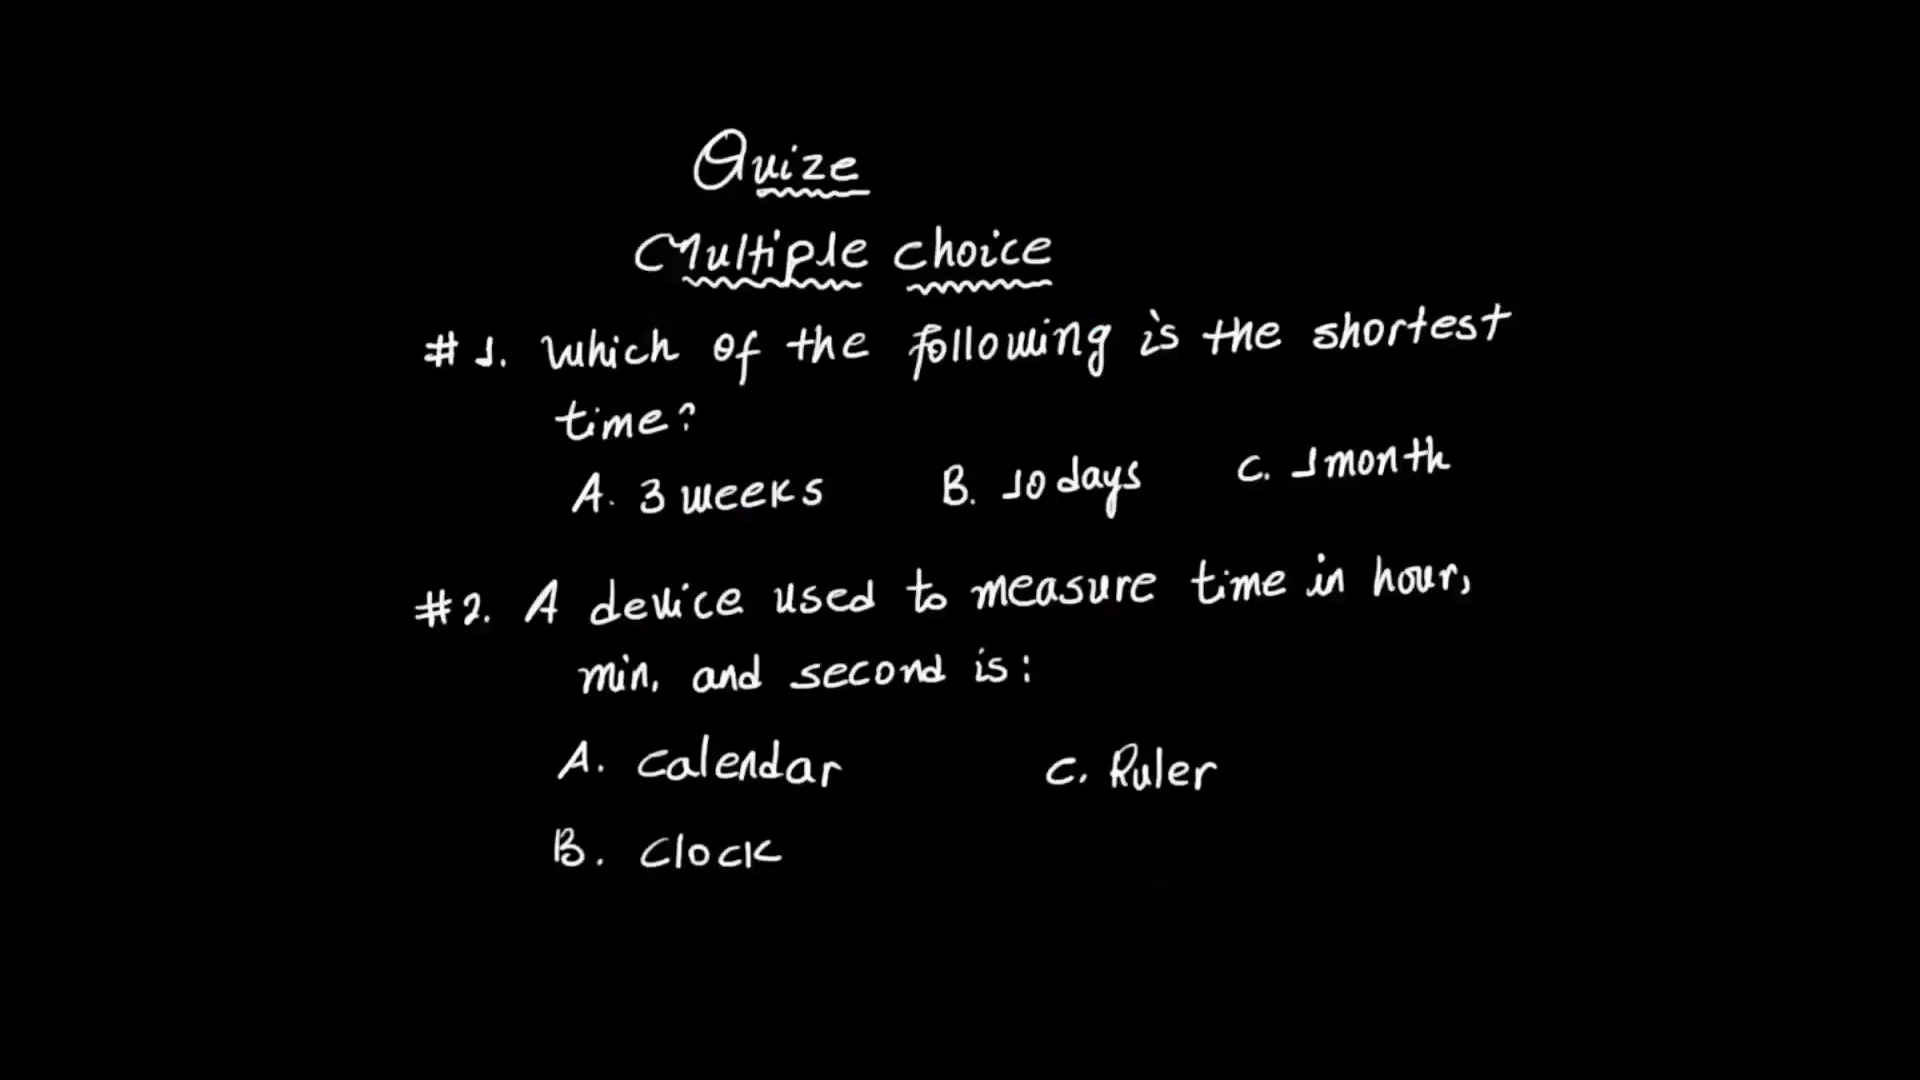 Quize
Multiple choice
#1. Which of the following is the shortest
time?
A. 3 weeks B. 10 days C. 1 month
#2. A device used to measure time in hour,
min, and second is:
A. Calendar C. Ruler
B. Clock